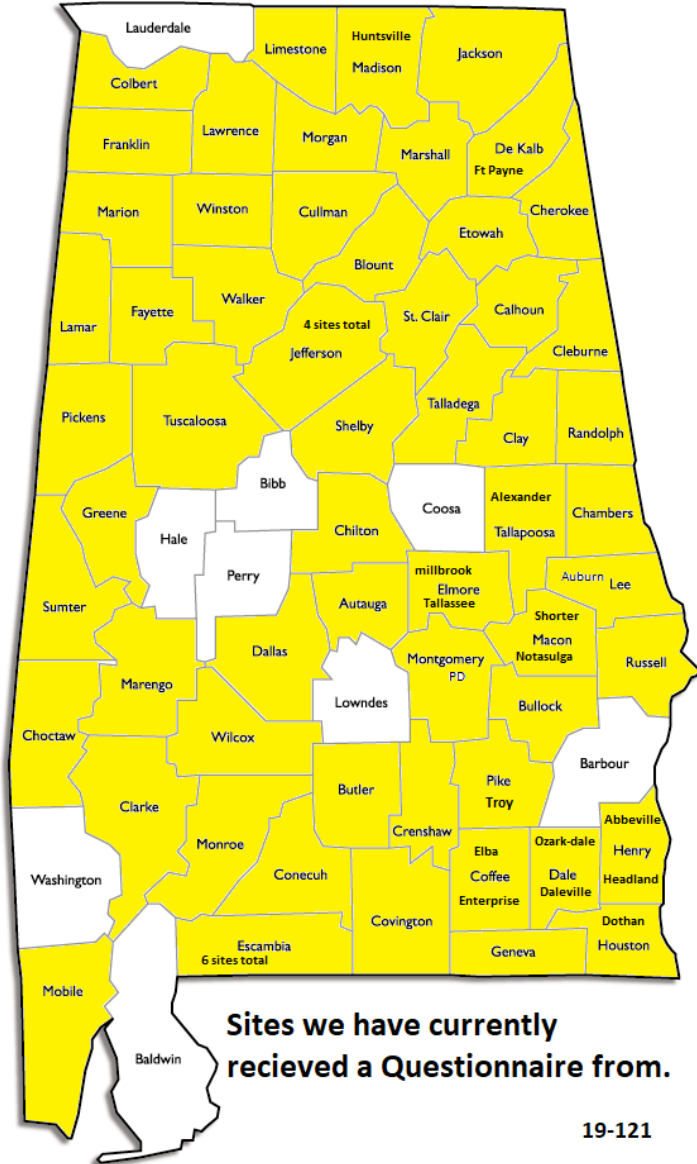 Lauderdale
Limestone
Huntsville
Madison
Jackson
Colbert
Franklin
Lawrence
Morgan
Marshall
De Kalb
Ft Payne
Marion
Winston
Cullman
Cherokee
Etowah
Blount
Walker
Fayette
Lamar
4 sites total
Jefferson
St. Clair
Calhoun
Cleburne
Pickens
Tuscaloosa
Shelby
Talladega
Clay
Randolph
Bibb
Greene
Hale
Chilton
Coosa
Alexander
Tallapoosa
Chambers
Perry
Sumter
Autauga
millbrook
Elmore
Tallassee
Auburn
Lee
Shorter
Macon
Notasulga
Russell
Dallas
Marengo
Montgomery
PD
Lowndes
Bullock
Choctaw
Wilcox
Barbour
Clarke
Butler
Pike
Troy
Crenshaw
Monroe
Abbeville
Henry
Headland
Washington
Conecuh
Elba
Coffee
Enterprise
Ozark-dale
Dale
Daleville
Covington
Dothan
Houston
Escambia
6 sites total
Geneva
Mobile
Baldwin
Sites we have currently
recieved a Questionnaire from.
19-121